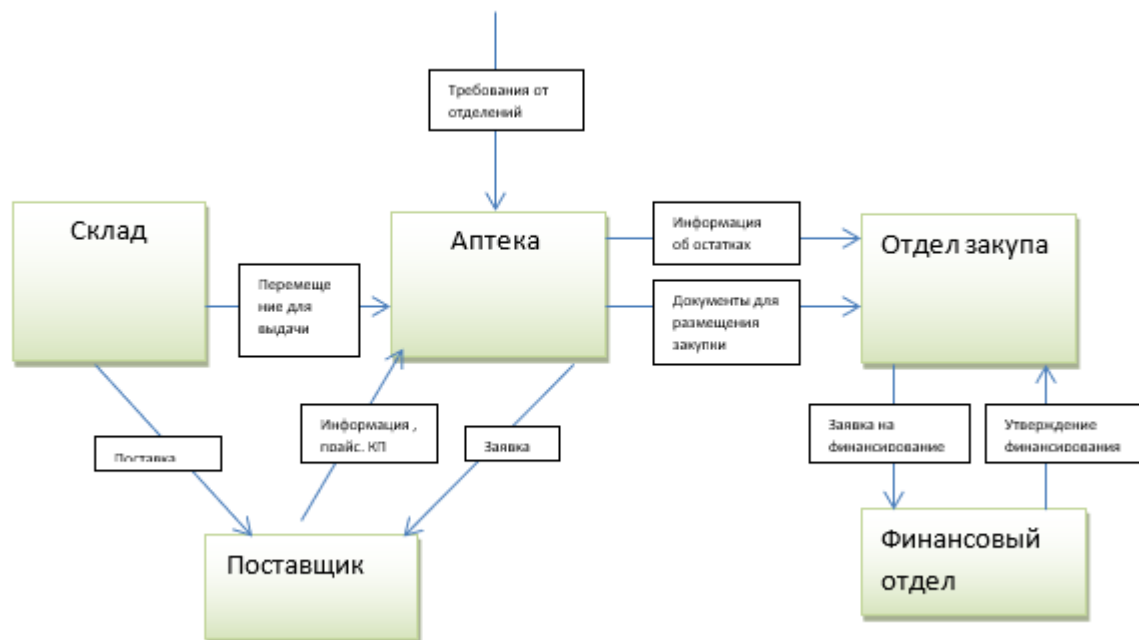 Требования от
отделений
Склад
Аптека
Информация
об остатках
Отдел закупа
Перемеще
ние для
выдачи
Документы для
размещения
закупки
Поставка
Информация ,
прайс, КП
Заявка
Заявка на
финансирование
Утверждение
финансирования
Поставщик
Финансовый
отдел